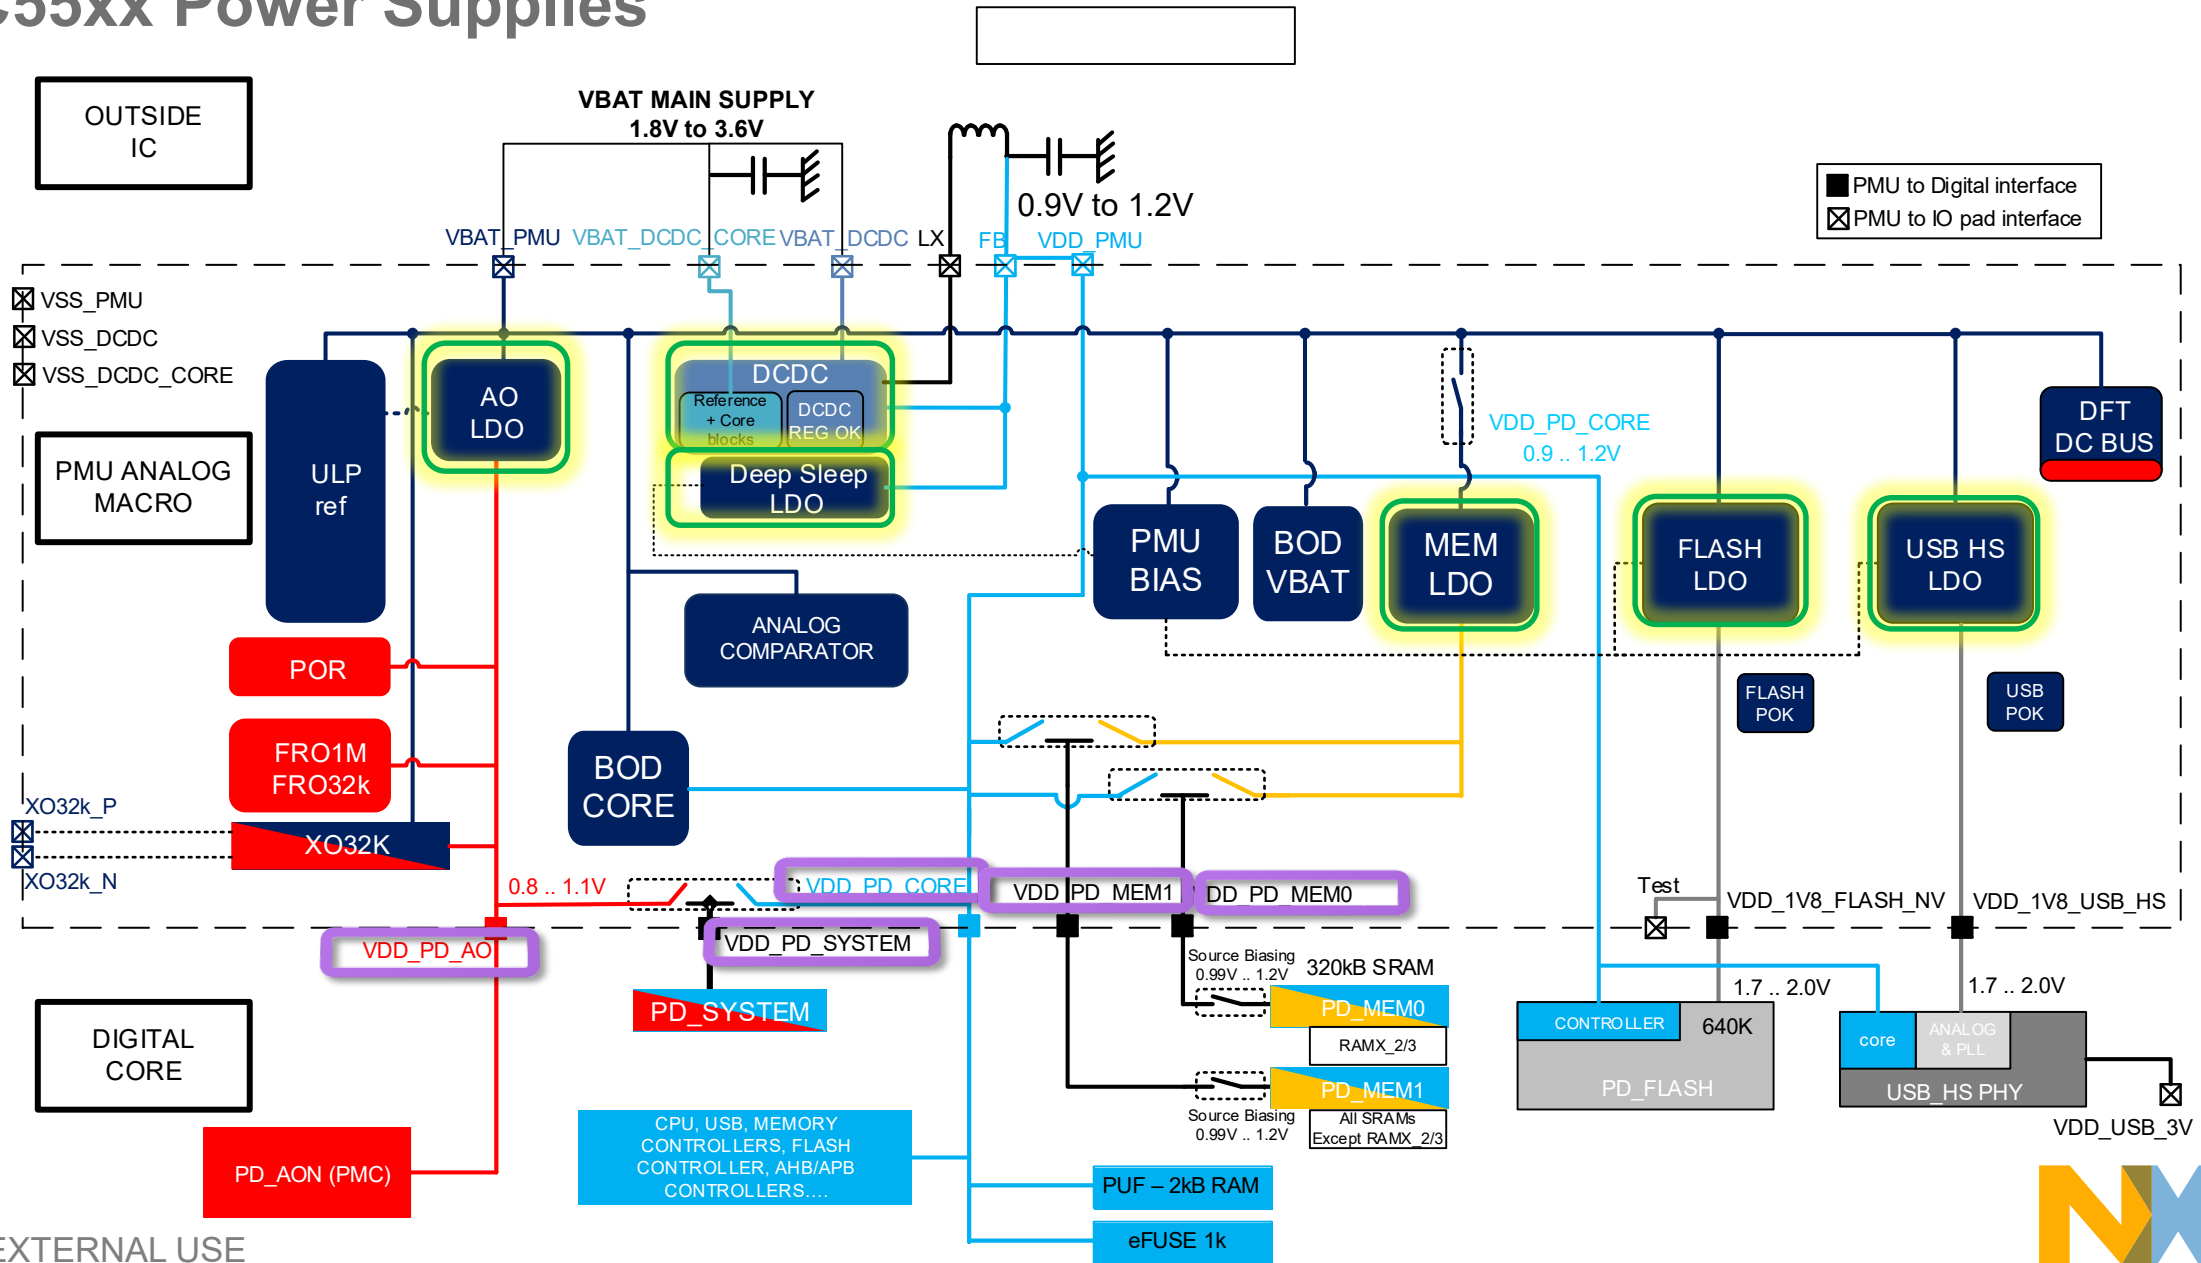 C55xx Power Supplies
OUTSIDE
IC
VBAT MAIN SUPPLY
1.8V to 3.6V
0.9V to 1.2V
PMU to Digital interface
PMU to IO pad interface
VBAT_PMU
VBAT_DCDC_CORE
VBAT_DCDC
LX
FB
VDD_PMU
VSS_PMU
VSS_DCDC
VSS_DCDC_CORE
PMU ANALOG
MACRO
ULP
ref
AO
LDO
DCDC
Reference
+ Core
blocks
DCDC
REG OK
Deep Sleep
LDO
VDD_PD_CORE
0.9 .. 1.2V
DFT
DC BUS
PMU
BIAS
BOD
VBAT
MEM
LDO
FLASH
LDO
USB HS
LDO
ANALOG
COMPARATOR
POR
FLASH
POK
USB
POK
FRO1M
FRO32k
BOD
CORE
XO32k_P
XO32K
XO32k_N
0.8 .. 1.1V
VDD_PD_CORE
VDD_PD_MEM1
VDD_PD_MEM0
Test
VDD_1V8_FLASH_NV
VDD_1V8_USB_HS
VDD_PD_AO
VDD_PD_SYSTEM
Source Biasing
0.99V .. 1.2V
320kB SRAM
1.7 .. 2.0V
1.7 .. 2.0V
DIGITAL
CORE
PD_SYSTEM
PD_MEM0
RAMX_2/3
CONTROLLER
640K
PD_FLASH
core
ANALOG
& PLL
USB_HS PHY
PD_MEM1
Source Biasing
0.99V .. 1.2V
All SRAMs
Except RAMX_2/3
VDD_USB_3V
CPU, USB, MEMORY
CONTROLLERS, FLASH
CONTROLLER, AHB/APB
CONTROLLERS....
PD_AON (PMC)
PUF – 2kB RAM
eFUSE 1k
EXTERNAL USE
NX